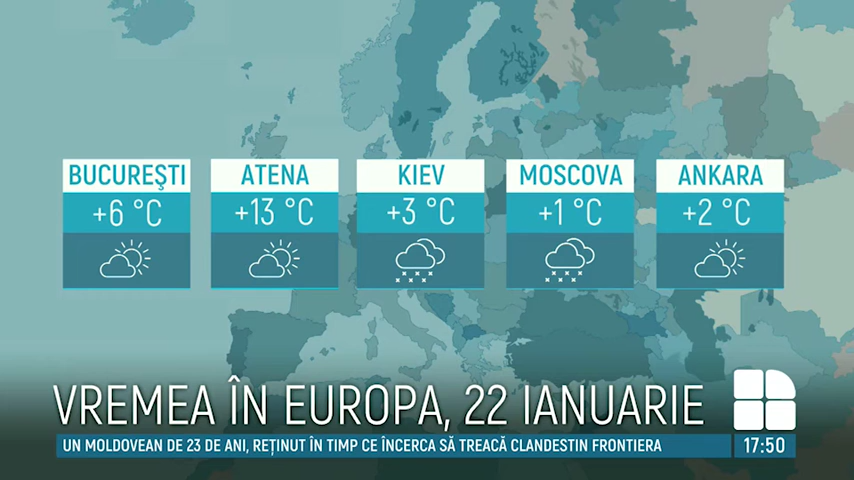 BUCUREŞTI
+6 °C
ATENA
+13 °C
KIEV
+3 °C
MOSCOVA
+1 °C
ANKARA
+2 °C
VREMEA ÎN EUROPA, 22 IANUARIE
UN MOLDOVEAN DE 23 DE ANI, REȚINUT ÎN TIMP CE ÎNCERCA SĂ TREACĂ CLANDESTIN FRONTIERA
17:50